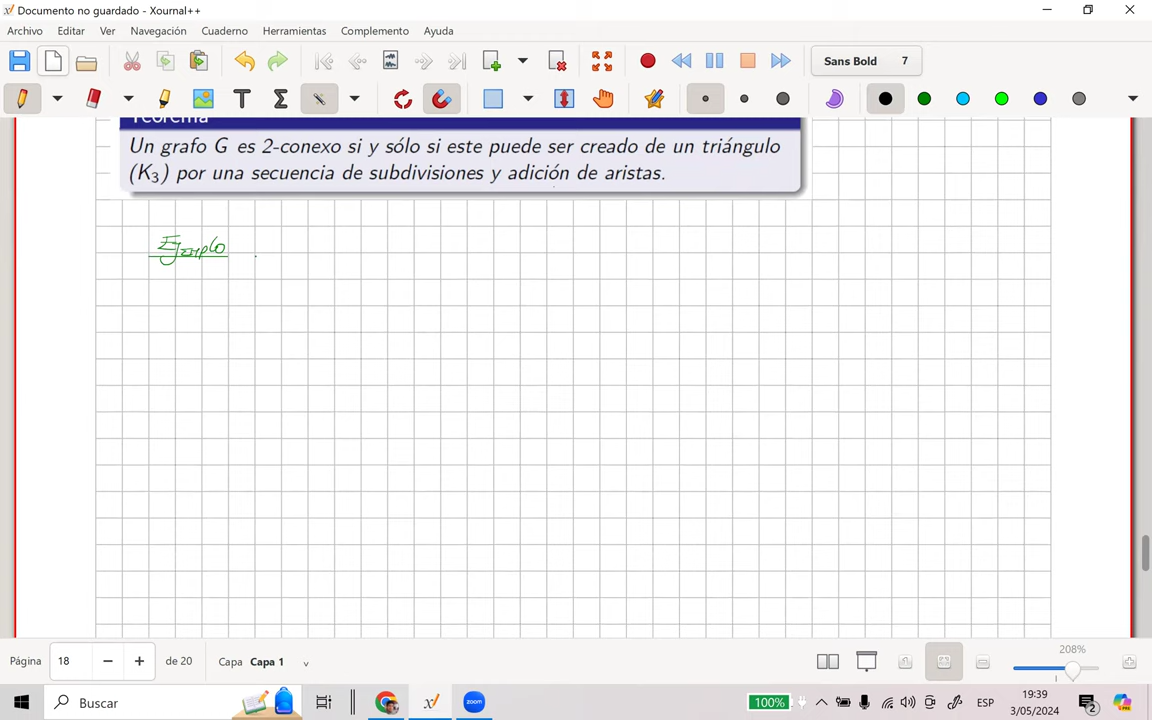 Documento no guardado - Xournal++
Archivo Editar Ver Navegación Cuaderno Herramientas Complemento Ayuda
Sans Bold 7
Teorema
Un grafo G es 2-conexo si y sólo si este puede ser creado de un triángulo
(K3) por una secuencia de subdivisiones y adición de aristas.
Ejemplo
Página 18 de 20 Capa Capa 1 208%
Buscar zoom 100% ESP 19:39
3/05/2024 2